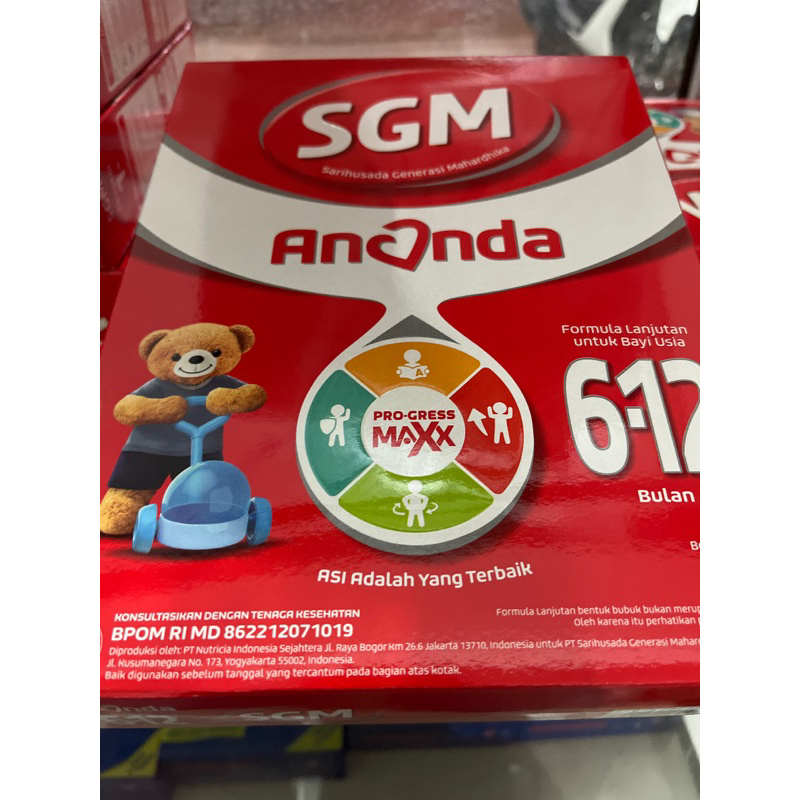 SGM
Sarihusada Generasi Mahardhika
Ananda
Formula Lanjutan
untuk Bayi Usia
6-12
Bulan
A
PRO-GRESS
MAXX
ASI Adalah Yang Terbaik
KONSULTASIKAN DENGAN TENAGA KESEHATAN
BPOM RI MD 862212071019
Formula Lanjutan bentuk bubuk bukan
Oleh karena itu perhatikan
Diproduksi oleh: PT Nutricia Indonesia Sejahtera Jl. Raya Bogor Km 26.6 Jakarta 13710, Indonesia untuk PT Sarihusada Generasi
Jl. Kusumanegara No. 173, Yogyakarta 55002, Indonesia.
Baik digunakan sebelum tanggal yang tercantum pada bagian atas kotak.
SGM